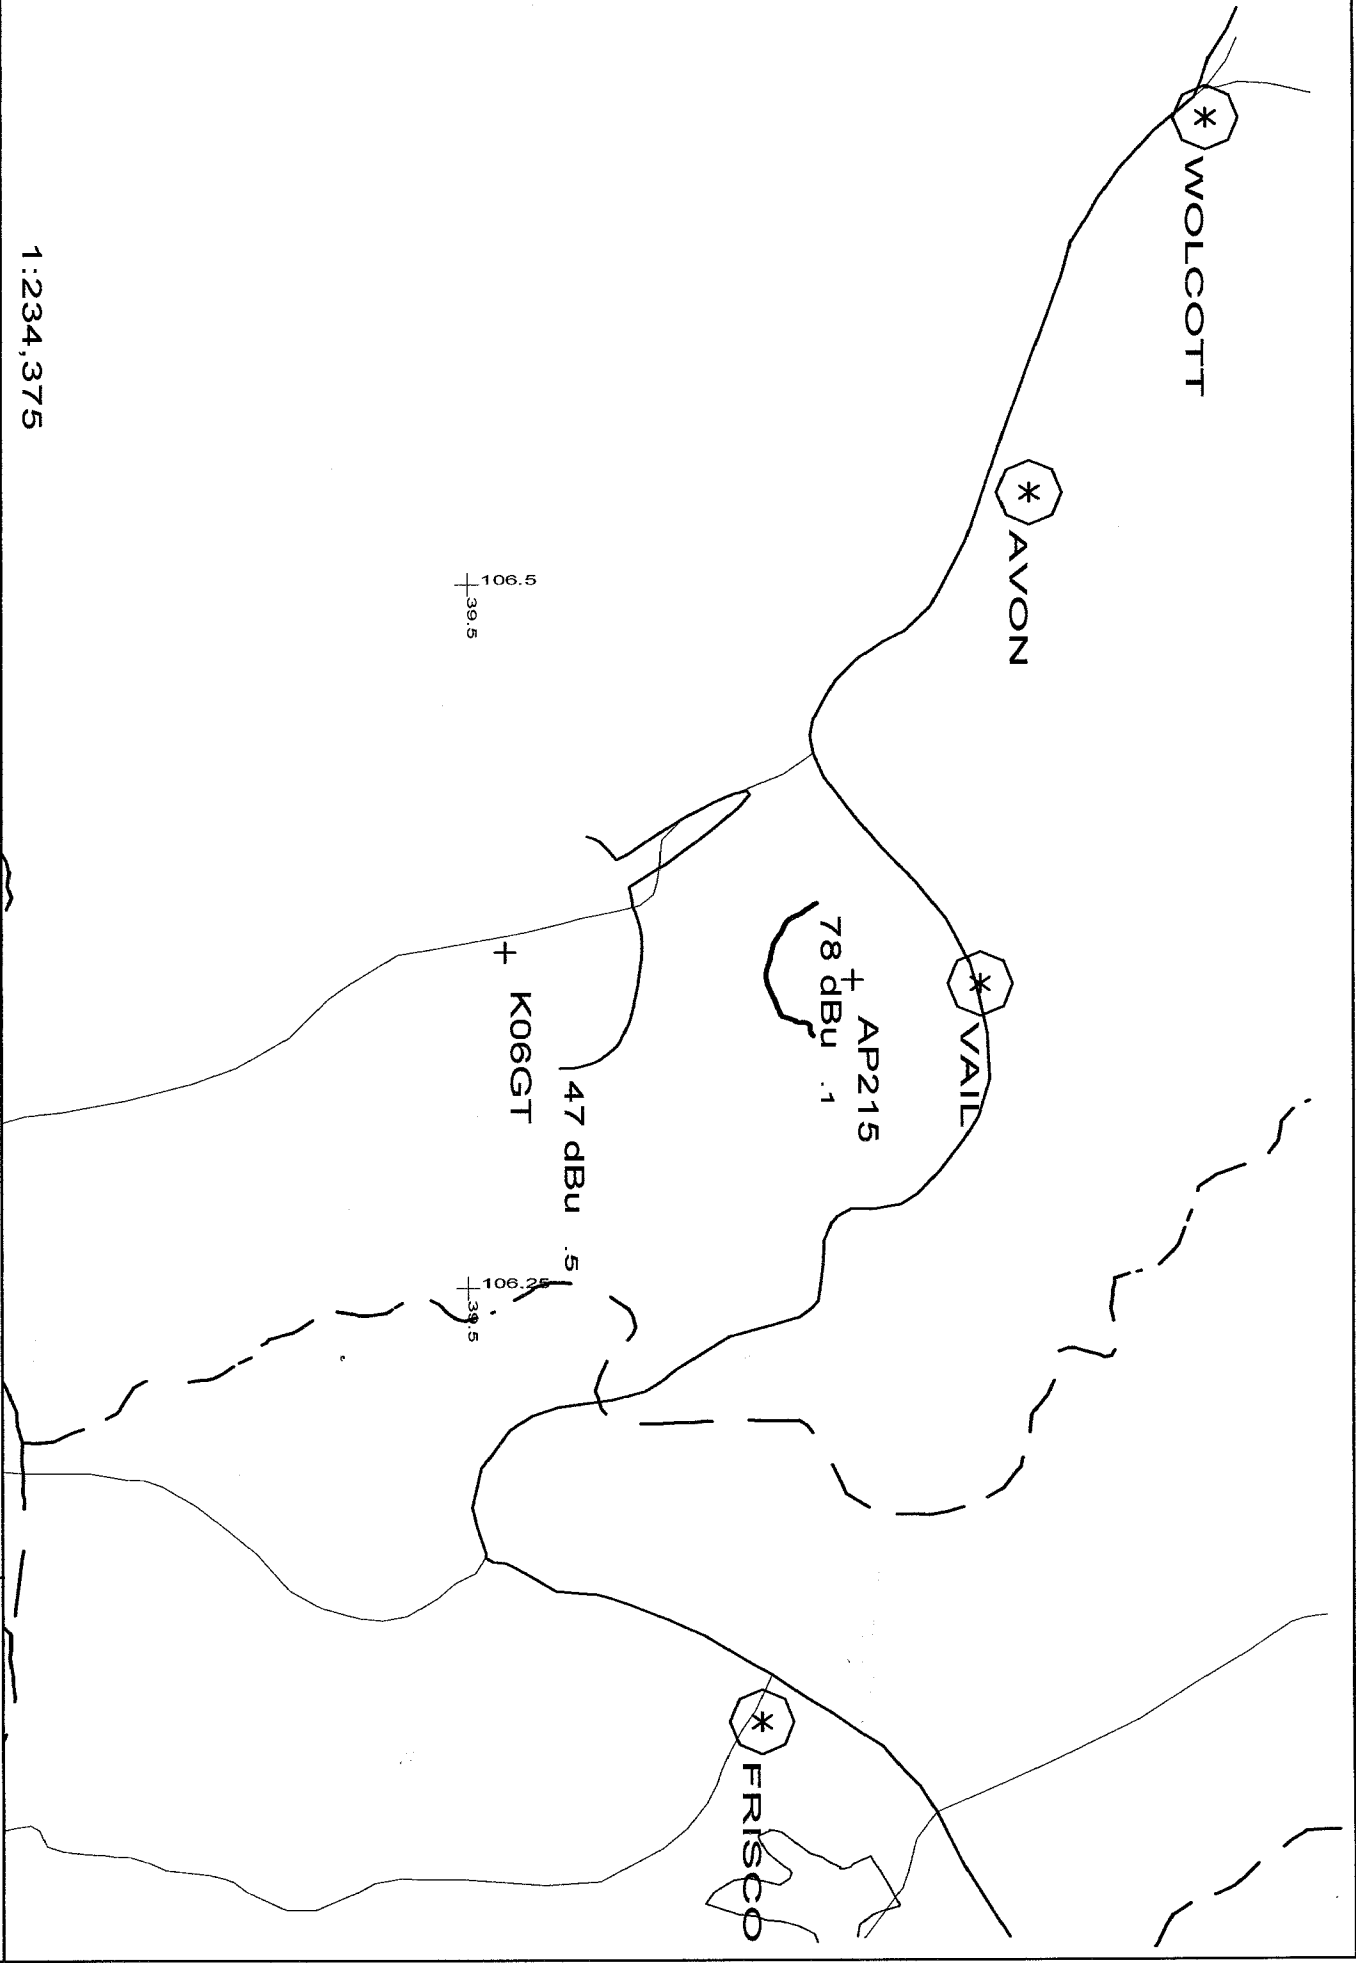 WOLCOTT
AVON
VAIL
AP215
78 dBu .1
FRISCO
47 dBu .5
K06GT
106.5
39.5
106.25
39.5
1:234,375